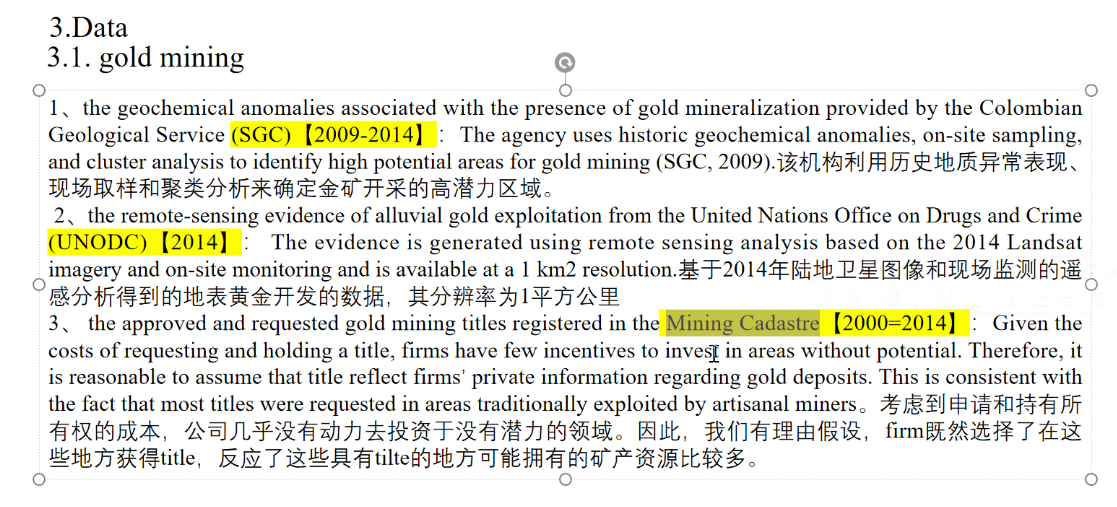 3.Data
3.1. gold mining
1、the geochemical anomalies associated with the presence of gold mineralization provided by the Colombian
Geological Service (SGC)【2009-2014】：The agency uses historic geochemical anomalies, on-site sampling,
and cluster analysis to identify high potential areas for gold mining (SGC, 2009).该机构利用历史地质异常表现、
现场取样和聚类分析来确定金矿开采的高潜力区域。
2、the remote-sensing evidence of alluvial gold exploitation from the United Nations Office on Drugs and Crime
(UNODC)【2014】： The evidence is generated using remote sensing analysis based on the 2014 Landsat
imagery and on-site monitoring and is available at a 1 km2 resolution.基于2014年陆地卫星图像和现场监测的遥
感分析得到的地表黄金开发的数据，其分辨率为1平方公里
3、 the approved and requested gold mining titles registered in the Mining Cadastre【2000=2014】：Given the
costs of requesting and holding a title, firms have few incentives to invest in areas without potential. Therefore, it
is reasonable to assume that title reflect firms’ private information regarding gold deposits. This is consistent with
the fact that most titles were requested in areas traditionally exploited by artisanal miners。考虑到申请和持有所
有权的成本，公司几乎没有动力去投资于没有潜力的领域。因此，我们有理由假设，firm既然选择了在这
些地方获得title，反应了这些具有tilte的地方可能拥有的矿产资源比较多。